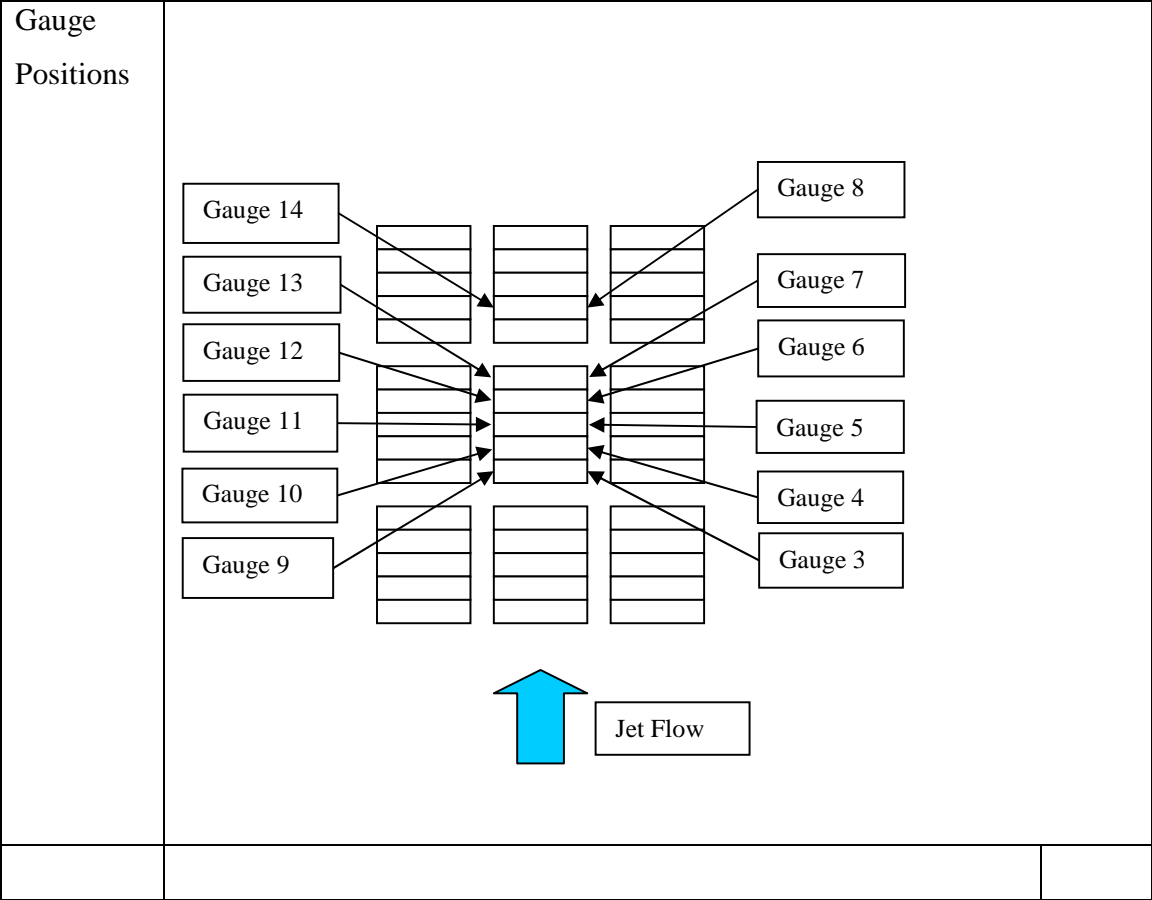 Gauge
Positions
Gauge 14
Gauge 8
Gauge 13
Gauge 7
Gauge 12
Gauge 6
Gauge 11
Gauge 5
Gauge 10
Gauge 4
Gauge 9
Gauge 3
Jet Flow